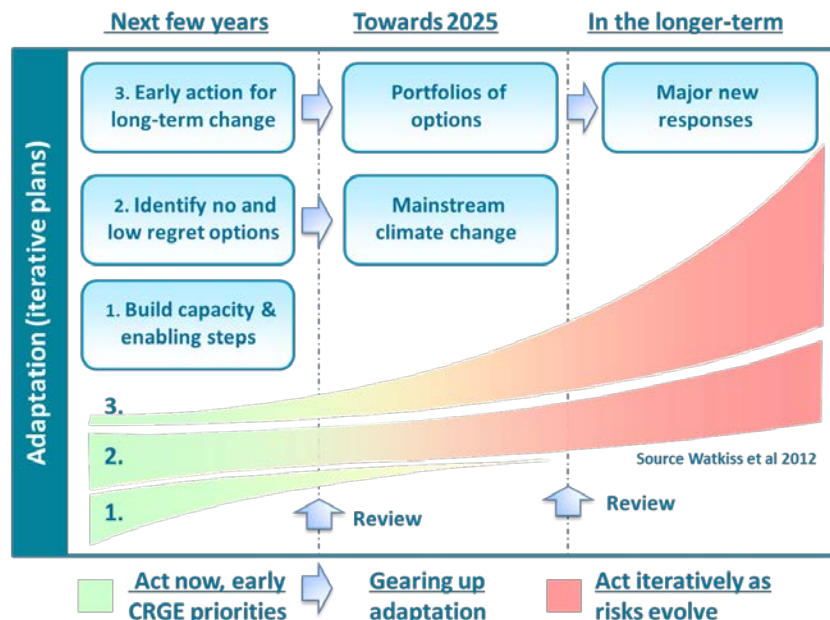 Next few years
Towards 2025
In the longer-term
Adaptation (iterative plans)
3. Early action for
long-term change
Portfolios of
options
Major new
responses
2. Identify no and
low regret options
Mainstream
climate change
1. Build capacity &
enabling steps
3.
2.
1.
Source Watkiss et al 2012
Review
Review
Act now, early
CRGE priorities
Gearing up
adaptation
Act iteratively as
risks evolve